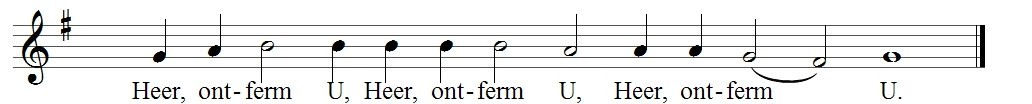 Heer, ont-ferm U, Heer, ont-ferm U, Heer, ont-ferm U.